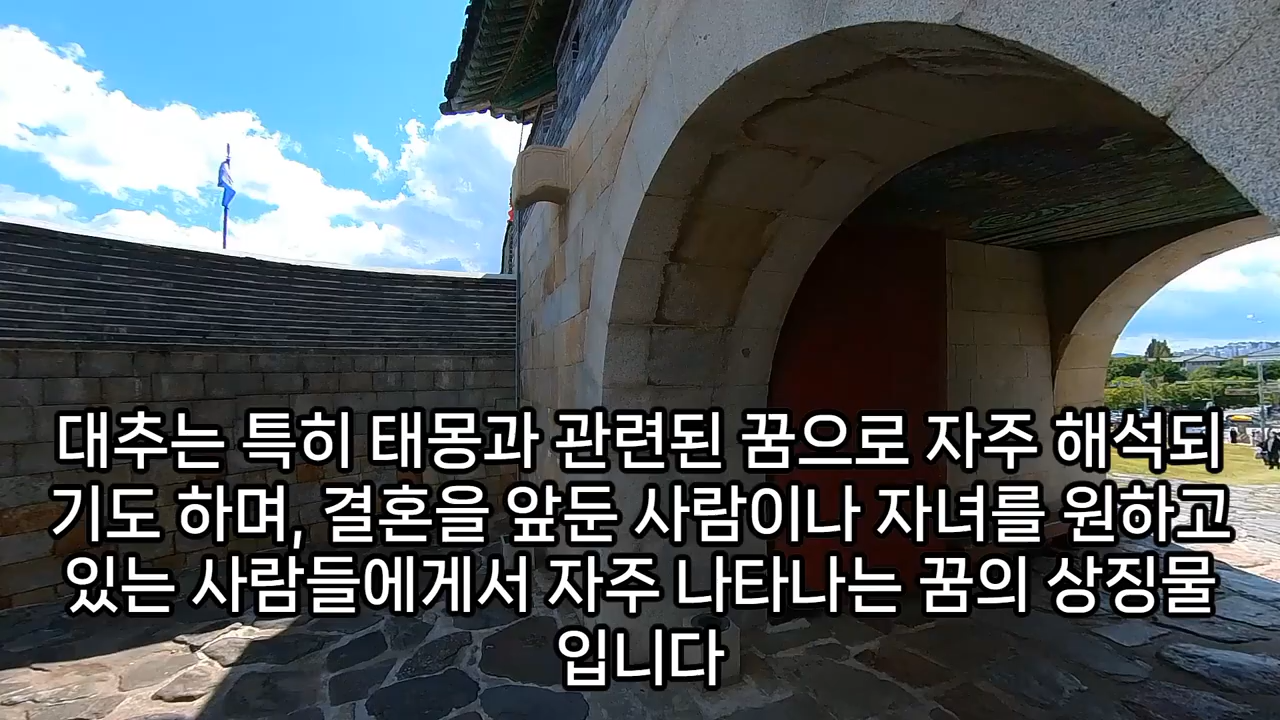 대추는 특히 태몽과 관련된 꿈으로 자주 해석되
기도 하며, 결혼을 앞둔 사람이나 자녀를 원하고
있는 사람들에게서 자주 나타나는 꿈의 상징물
입니다